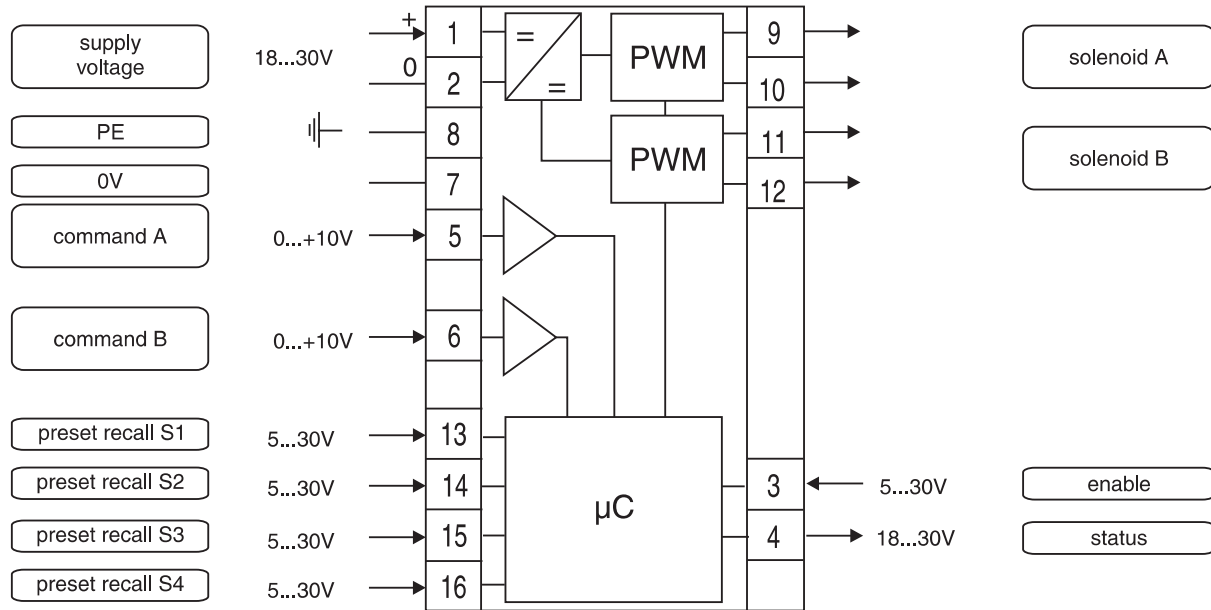 supply
voltage
18...30V
+
0
1
2
=
=
PWM
9
10
solenoid A
PE
8
PWM
11
12
solenoid B
0V
7
command A
0...+10V
5
command B
0...+10V
6
preset recall S1
5...30V
13
preset recall S2
5...30V
14
µC
3
5...30V
enable
preset recall S3
5...30V
15
4
18...30V
status
preset recall S4
5...30V
16